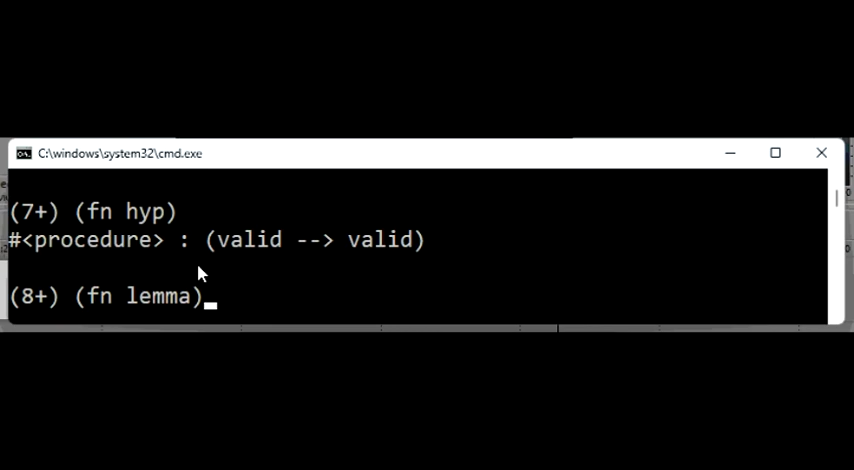 C:\windows\system32\cmd.exe
(7+) (fn hyp)
#<procedure> : (valid --> valid)
(8+) (fn lemma)